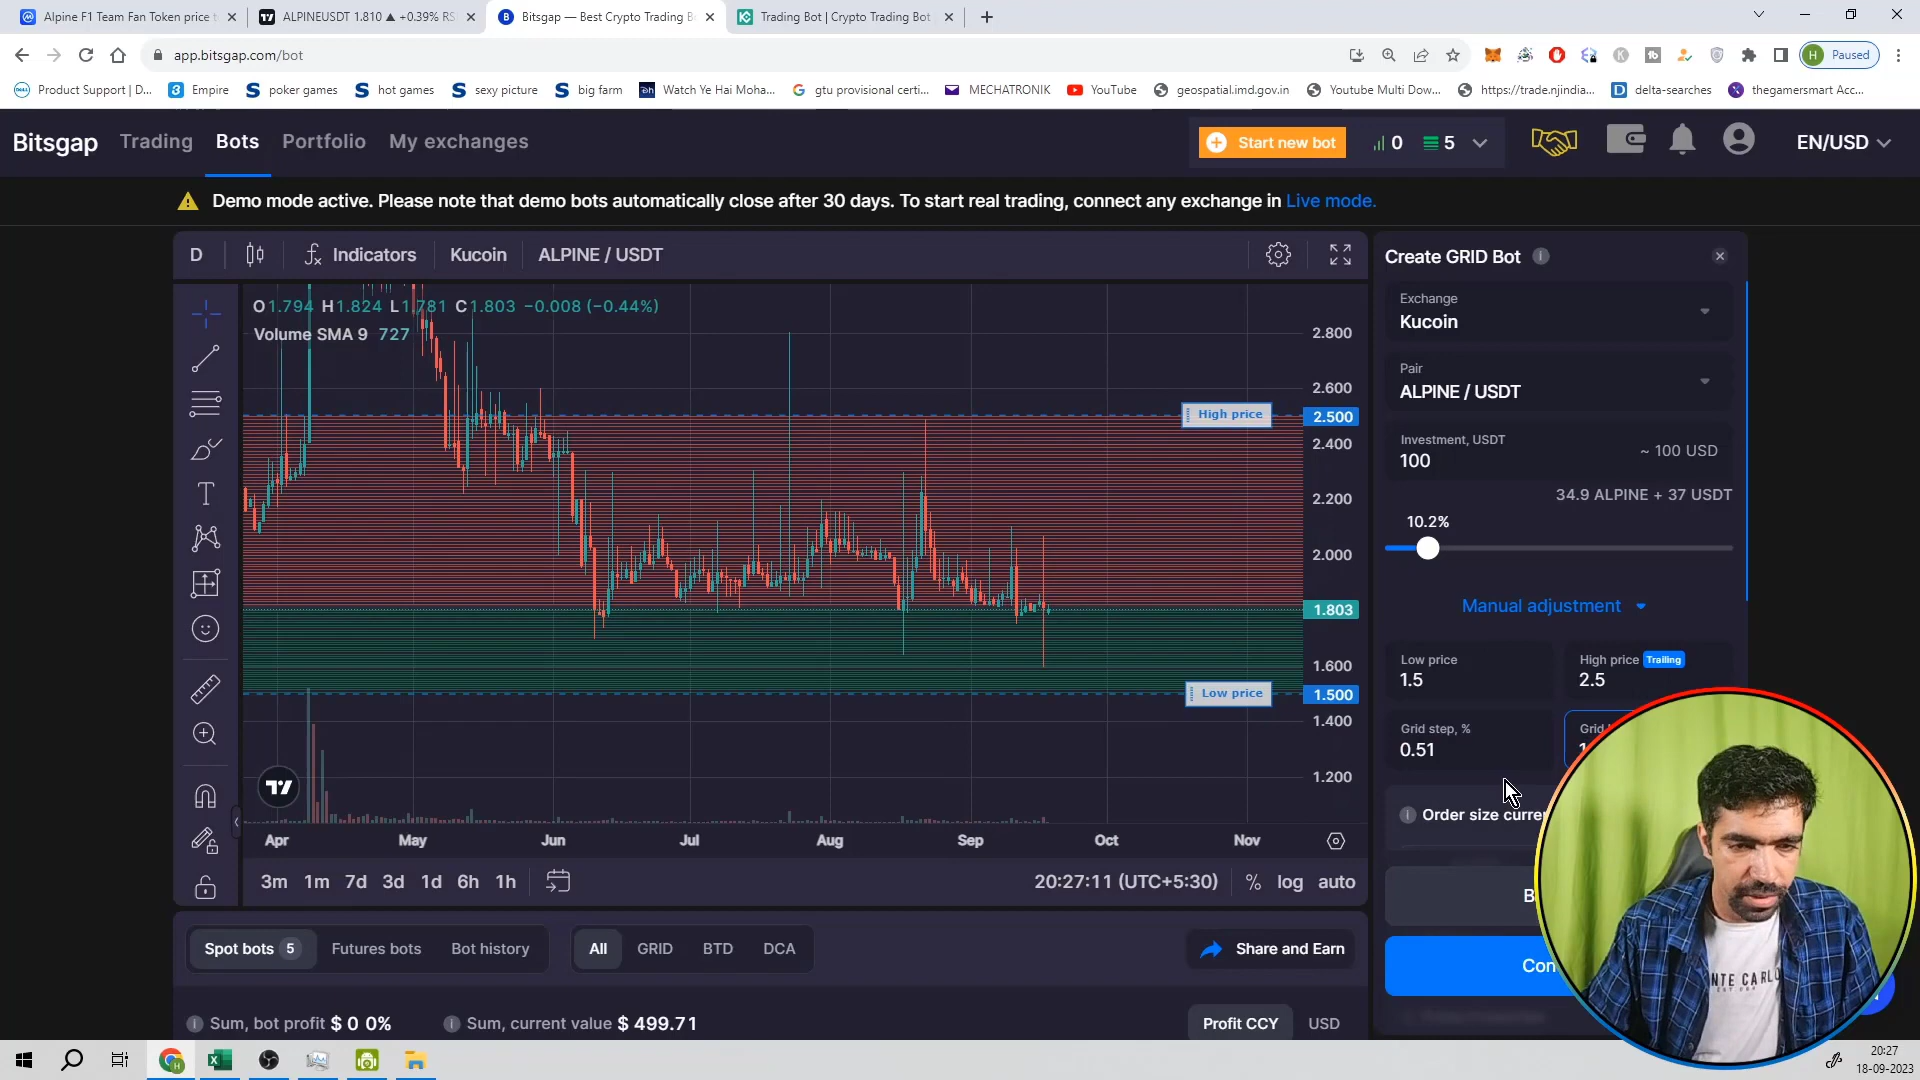 Alpine F1 Team Fan Token price t
ALPINEUSDT 1.810 ▲ +0.39% RS
Bitsgap — Best Crypto Trading B
Trading Bot | Crypto Trading Bot
app.bitsgap.com/bot
Paused
Product Support | D...
Empire
poker games
hot games
sexy picture
big farm
Watch Ye Hai Moha...
gtu provisional certi...
MECHATRONIK
YouTube
geospatial.imd.gov.in
Youtube Multi Dow...
https://trade.njindia...
delta-searches
thegamersmart Acc...
Bitsgap
Trading
Bots
Portfolio
My exchanges
Start new bot
0
5
EN/USD
Demo mode active. Please note that demo bots automatically close after 30 days. To start real trading, connect any exchange in Live mode.
D
Indicators
Kucoin
ALPINE / USDT
O1.794 H1.824 L1.781 C1.803 −0.008 (−0.44%)
Volume SMA 9 727
2.800
2.600
High price
2.500
2.400
2.200
2.000
1.803
1.600
Low price
1.500
1.400
1.200
Apr
May
Jun
Jul
Aug
Sep
Oct
Nov
3m
1m
7d
3d
1d
6h
1h
20:27:11 (UTC+5:30)
%
log
auto
Create GRID Bot
Exchange
Kucoin
Pair
ALPINE / USDT
Investment, USDT
100
~ 100 USD
34.9 ALPINE + 37 USDT
10.2%
Manual adjustment
Low price
1.5
High price Trailing
2.5
Grid step, %
0.51
Order size
Spot bots 5
Futures bots
Bot history
All
GRID
BTD
DCA
Share and Earn
Sum, bot profit $ 0 0%
Sum, current value $ 499.71
Profit CCY
USD
20:27
18-09-2023